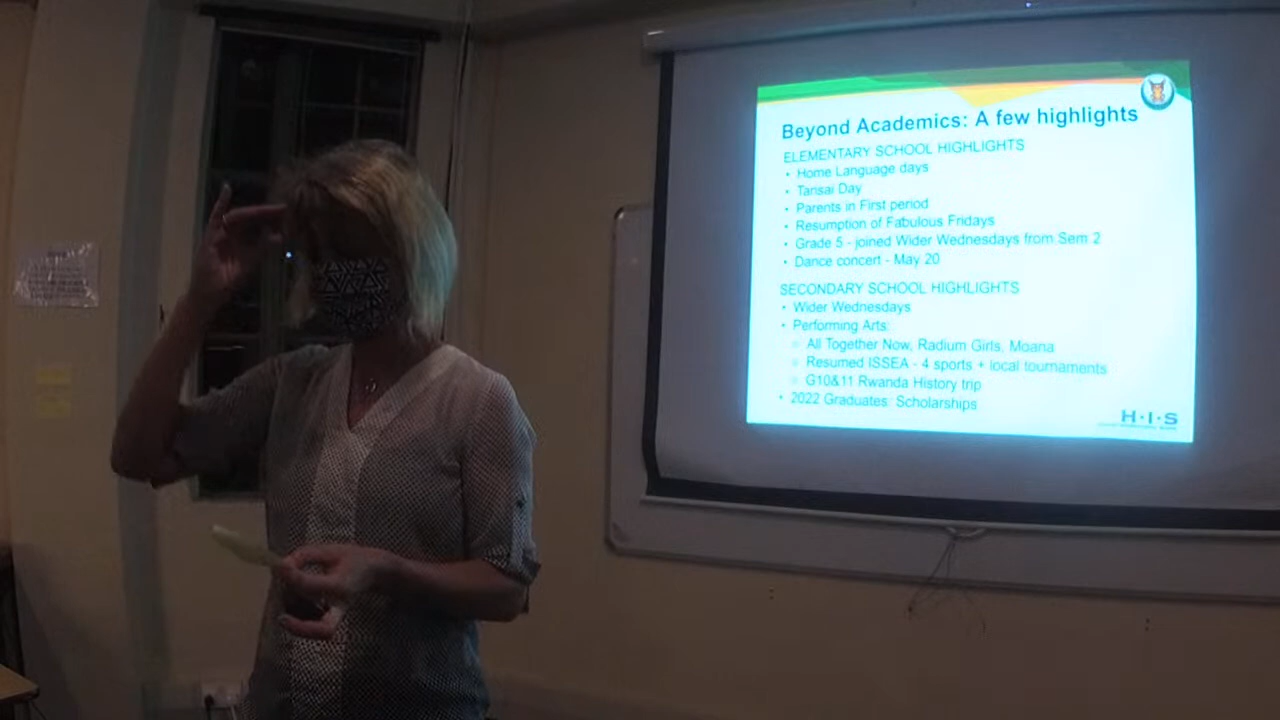 Beyond Academics: A few highlights
ELEMENTARY SCHOOL HIGHLIGHTS
• Home Language days
• Tarisai Day
• Parents in First period
• Resumption of Fabulous Fridays
• Grade 5 - joined Wider Wednesdays from Sem 2
• Dance concert - May 20
SECONDARY SCHOOL HIGHLIGHTS
• Wider Wednesdays
• Performing Arts:
All Together Now, Radium Girls, Moana
Resumed ISSEA - 4 sports + local tournaments
G10&11 Rwanda History trip
• 2022 Graduates: Scholarships
H·I·S